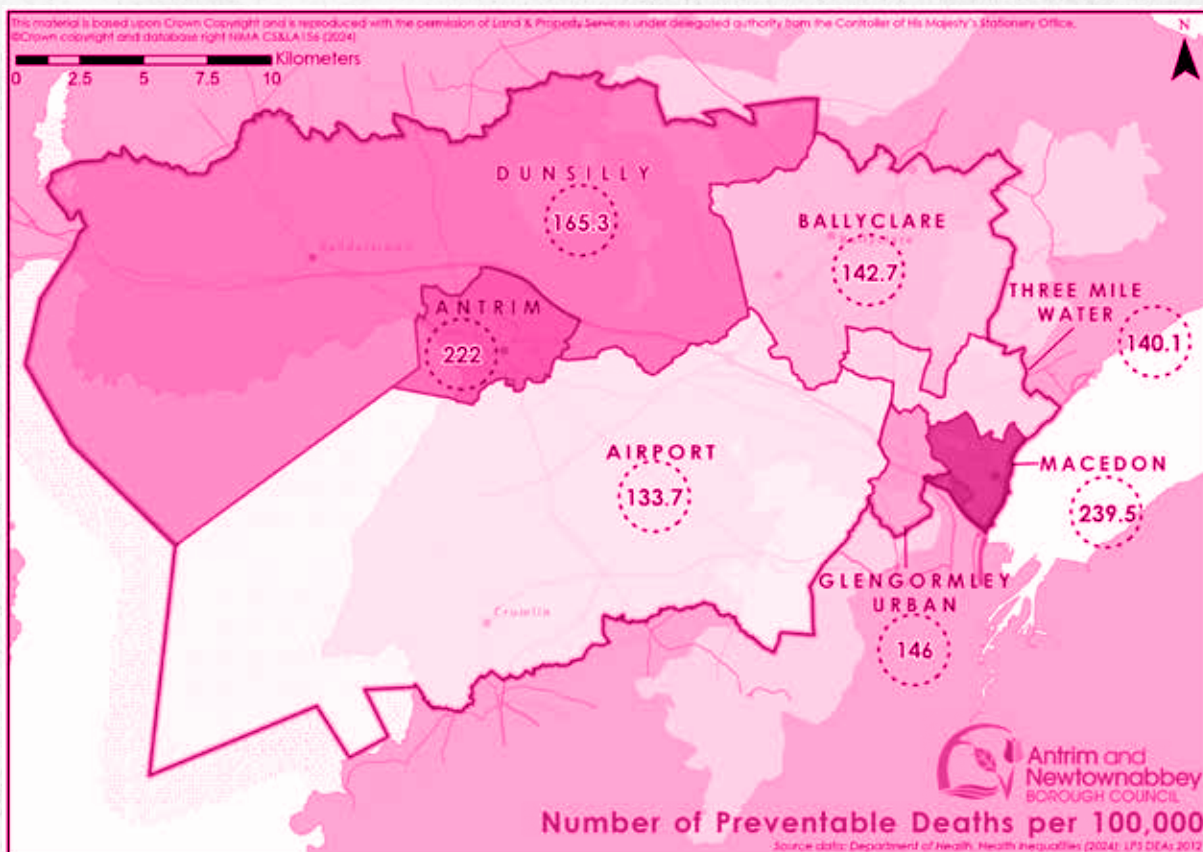 This material is based upon Crown Copyright and is reproduced with the permission of Land & Property Services under delegated authority from the Controller of His Majesty's Stationery Office,
©Crown copyright and database right NIMA CS&LA156 (2024)
N
Kilometers
0 2.5 5 7.5 10
DUNSILLY
165.3
BALLYCLARE
142.7
THREE MILE
WATER
140.1
ANTRIM
222
AIRPORT
133.7
MACEDON
239.5
GLENGORMLEY
URBAN
146
Crumlin
Antrim and
Newtownabbey
BOROUGH COUNCIL
Number of Preventable Deaths per 100,000
Source data: Department of Health, Health Inequalities (2024); LPS DEAs 2012